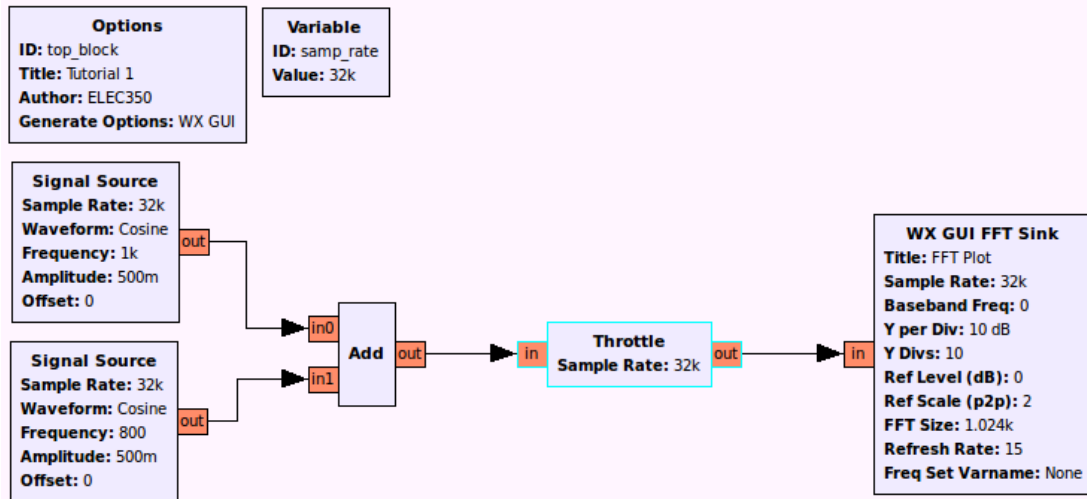 Options
ID: top_block
Title: Tutorial 1
Author: ELEC350
Generate Options: WX GUI
Variable
ID: samp_rate
Value: 32k
Signal Source
Sample Rate: 32k
Waveform: Cosine
Frequency: 1k
Amplitude: 500m
Offset: 0
out
Signal Source
Sample Rate: 32k
Waveform: Cosine
Frequency: 800
Amplitude: 500m
Offset: 0
out
in0
in1
Add
out
in
Throttle
Sample Rate: 32k
out
in
WX GUI FFT Sink
Title: FFT Plot
Sample Rate: 32k
Baseband Freq: 0
Y per Div: 10 dB
Y Divs: 10
Ref Level (dB): 0
Ref Scale (p2p): 2
FFT Size: 1.024k
Refresh Rate: 15
Freq Set Varname: None